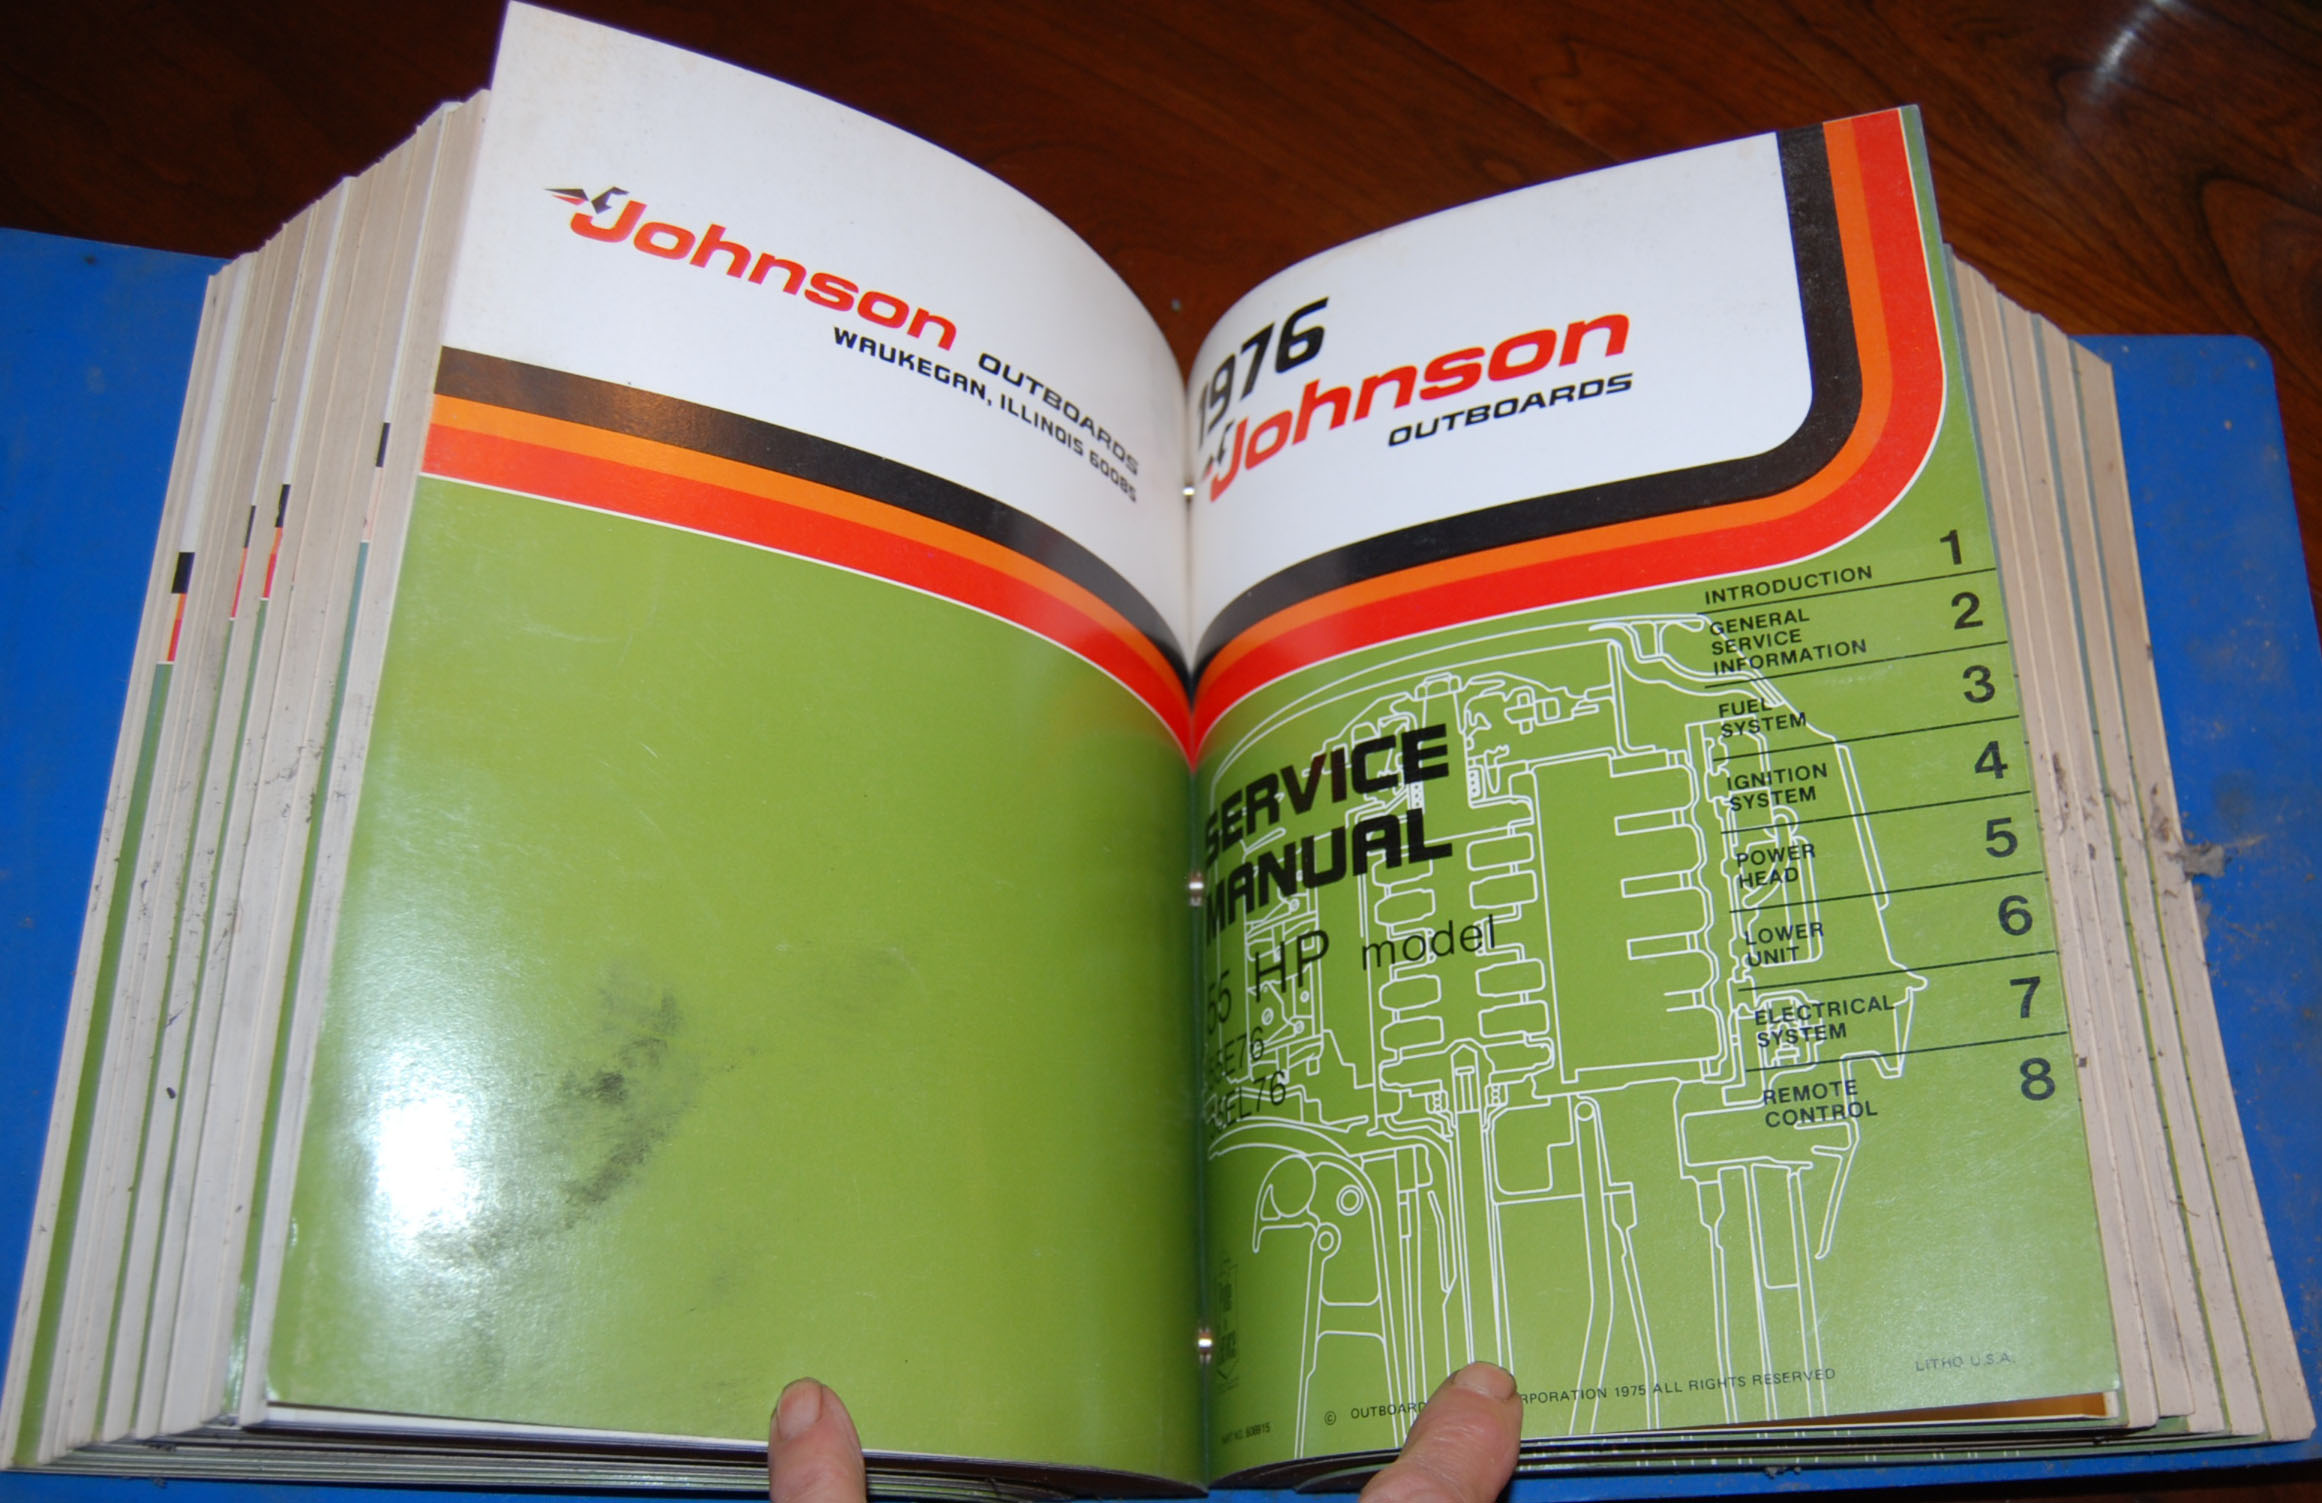 Johnson OUTBOARDS
WAUKEGAN, ILLINOIS 60085
1976
Johnson
OUTBOARDS
INTRODUCTION 1
GENERAL
SERVICE
INFORMATION 2
FUEL
SYSTEM 3
IGNITION
SYSTEM 4
POWER
HEAD 5
LOWER
UNIT 6
ELECTRICAL
SYSTEM 7
REMOTE
CONTROL 8
SERVICE
MANUAL
55 HP model
© OUTBOARD RPORATION 1975 ALL RIGHTS RESERVED
LITHO U.S.A.